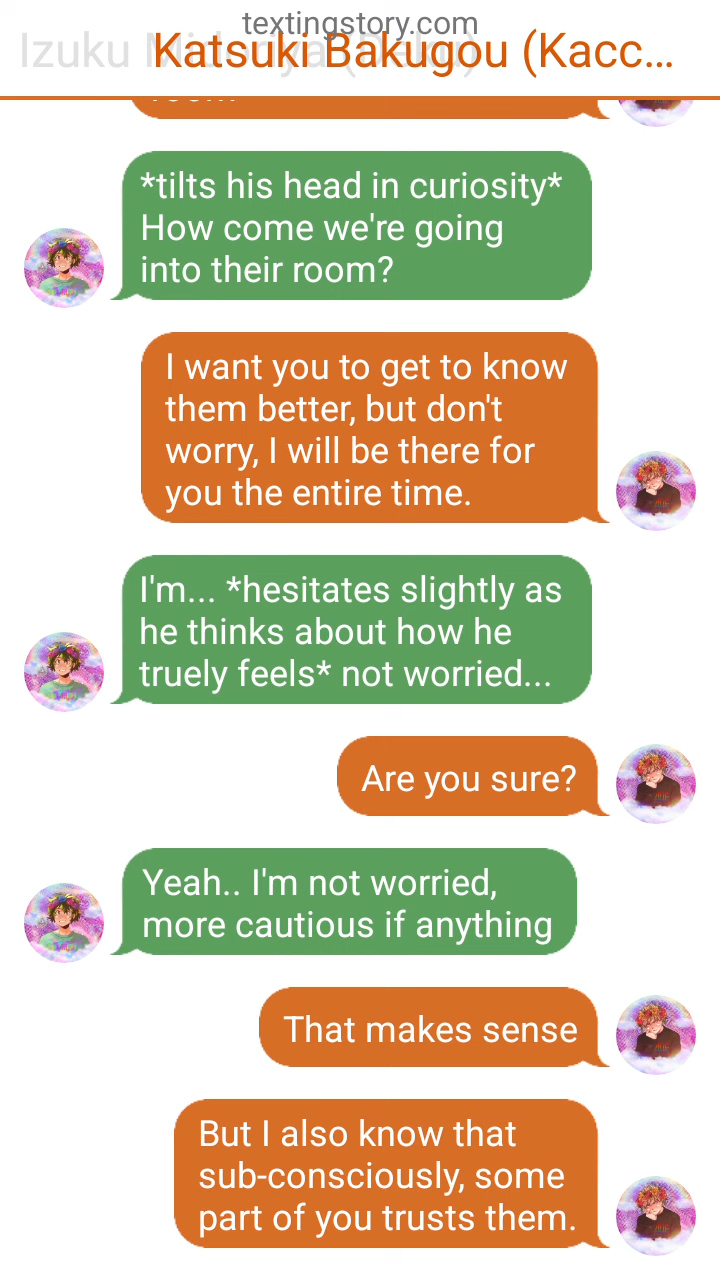 textingstory.com
Izuku Midoriya (Deku)
Katsuki Bakugou (Kacc...
*tilts his head in curiosity*
How come we're going
into their room?
I want you to get to know
them better, but don't
worry, I will be there for
you the entire time.
I'm... *hesitates slightly as
he thinks about how he
truely feels* not worried...
Are you sure?
Yeah.. I'm not worried,
more cautious if anything
That makes sense
But I also know that
sub-consciously, some
part of you trusts them.